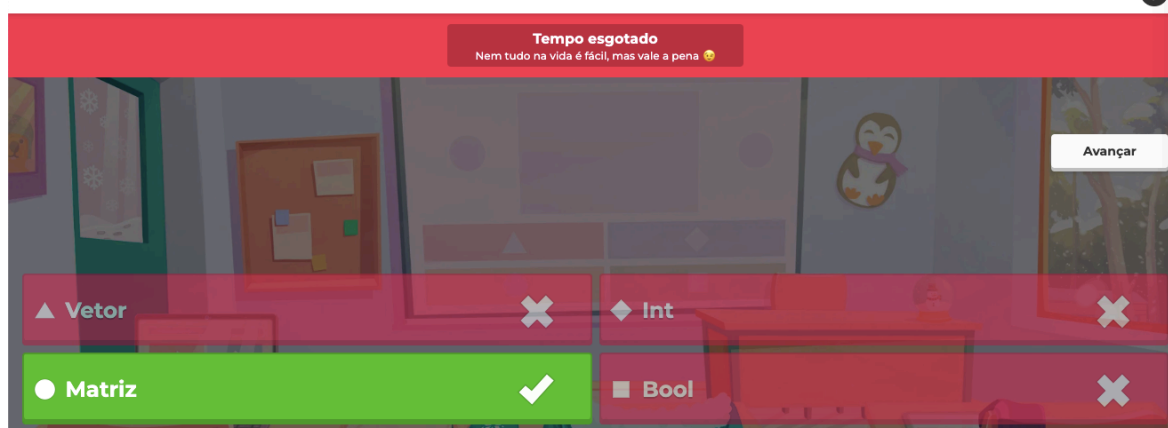 Tempo esgotado
Nem tudo na vida é fácil, mas vale a pena 😉
Avançar
Vetor
Int
Matriz
Bool